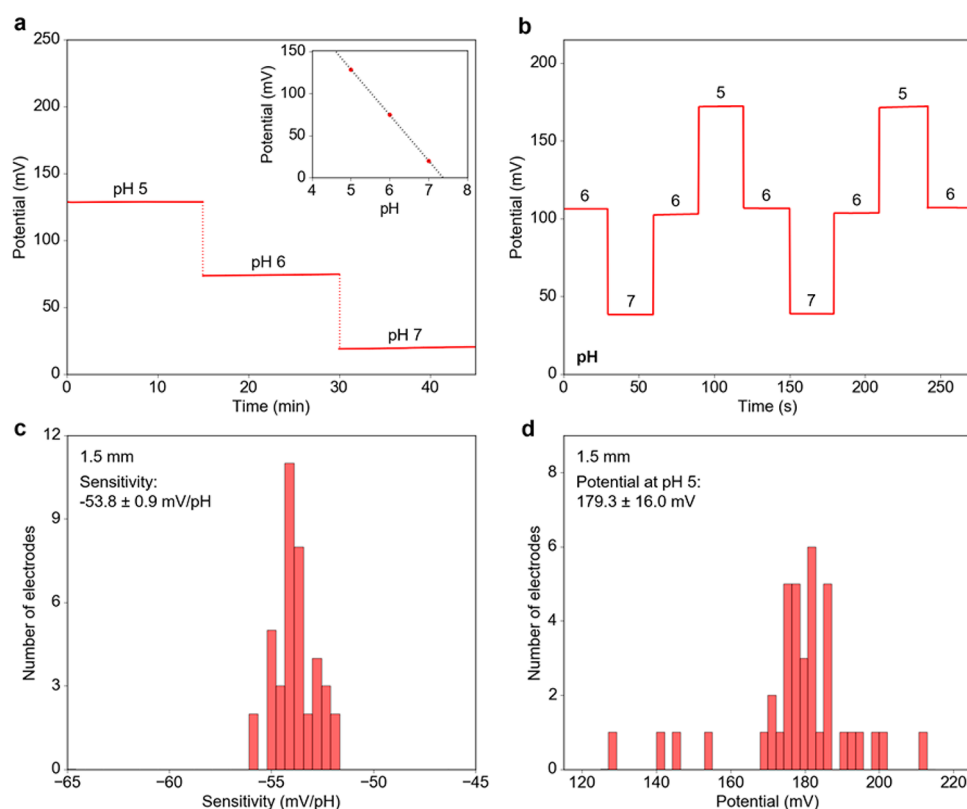 a
250
200
150
100
50
0
Potential (mV)
pH 5
pH 6
pH 7
0
10
20
30
40
Time (min)
150
100
50
0
Potential (mV)
4
5
6
7
8
pH
b
200
150
100
50
0
Potential (mV)
6
7
6
5
6
7
6
5
6
pH
0
50
100
150
200
250
Time (s)
c
12
9
6
3
0
Number of electrodes
1.5 mm
Sensitivity:
-53.8 ± 0.9 mV/pH
−65
−60
−55
−50
−45
Sensitivity (mV/pH)
d
8
6
4
2
0
Number of electrodes
1.5 mm
Potential at pH 5:
179.3 ± 16.0 mV
120
140
160
180
200
220
Potential (mV)